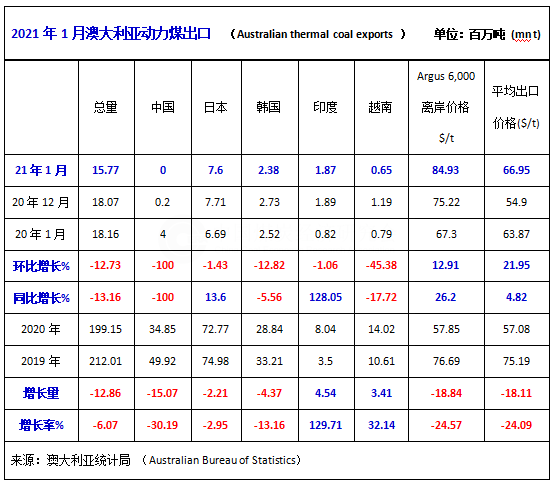 2021 年 1 月澳大利亚动力煤出口 （Australian thermal coal exports ） 单位：百万吨 (mn t)
总量 中国 日本 韩国 印度 越南 Argus 6,000 离岸价格 $/t 平均出口 价格($/t)
21 年 1 月 15.77 0 7.6 2.38 1.87 0.65 84.93 66.95
20 年 12 月 18.07 0.2 7.71 2.73 1.89 1.19 75.22 54.9
20 年 1 月 18.16 4 6.69 2.52 0.82 0.79 67.3 63.87
环比增长% -12.73 -100 -1.43 -12.82 -1.06 -45.38 12.91 21.95
同比增长% -13.16 -100 13.6 -5.56 128.05 -17.72 26.2 4.82
2020 年 199.15 34.85 72.77 28.84 8.04 14.02 57.85 57.08
2019 年 212.01 49.92 74.98 33.21 3.5 10.61 76.69 75.19
增长量 -12.86 -15.07 -2.21 -4.37 4.54 3.41 -18.84 -18.11
增长率% -6.07 -30.19 -2.95 -13.16 129.71 32.14 -24.57 -24.09
来源：澳大利亚统计局 （Australian Bureau of Statistics）